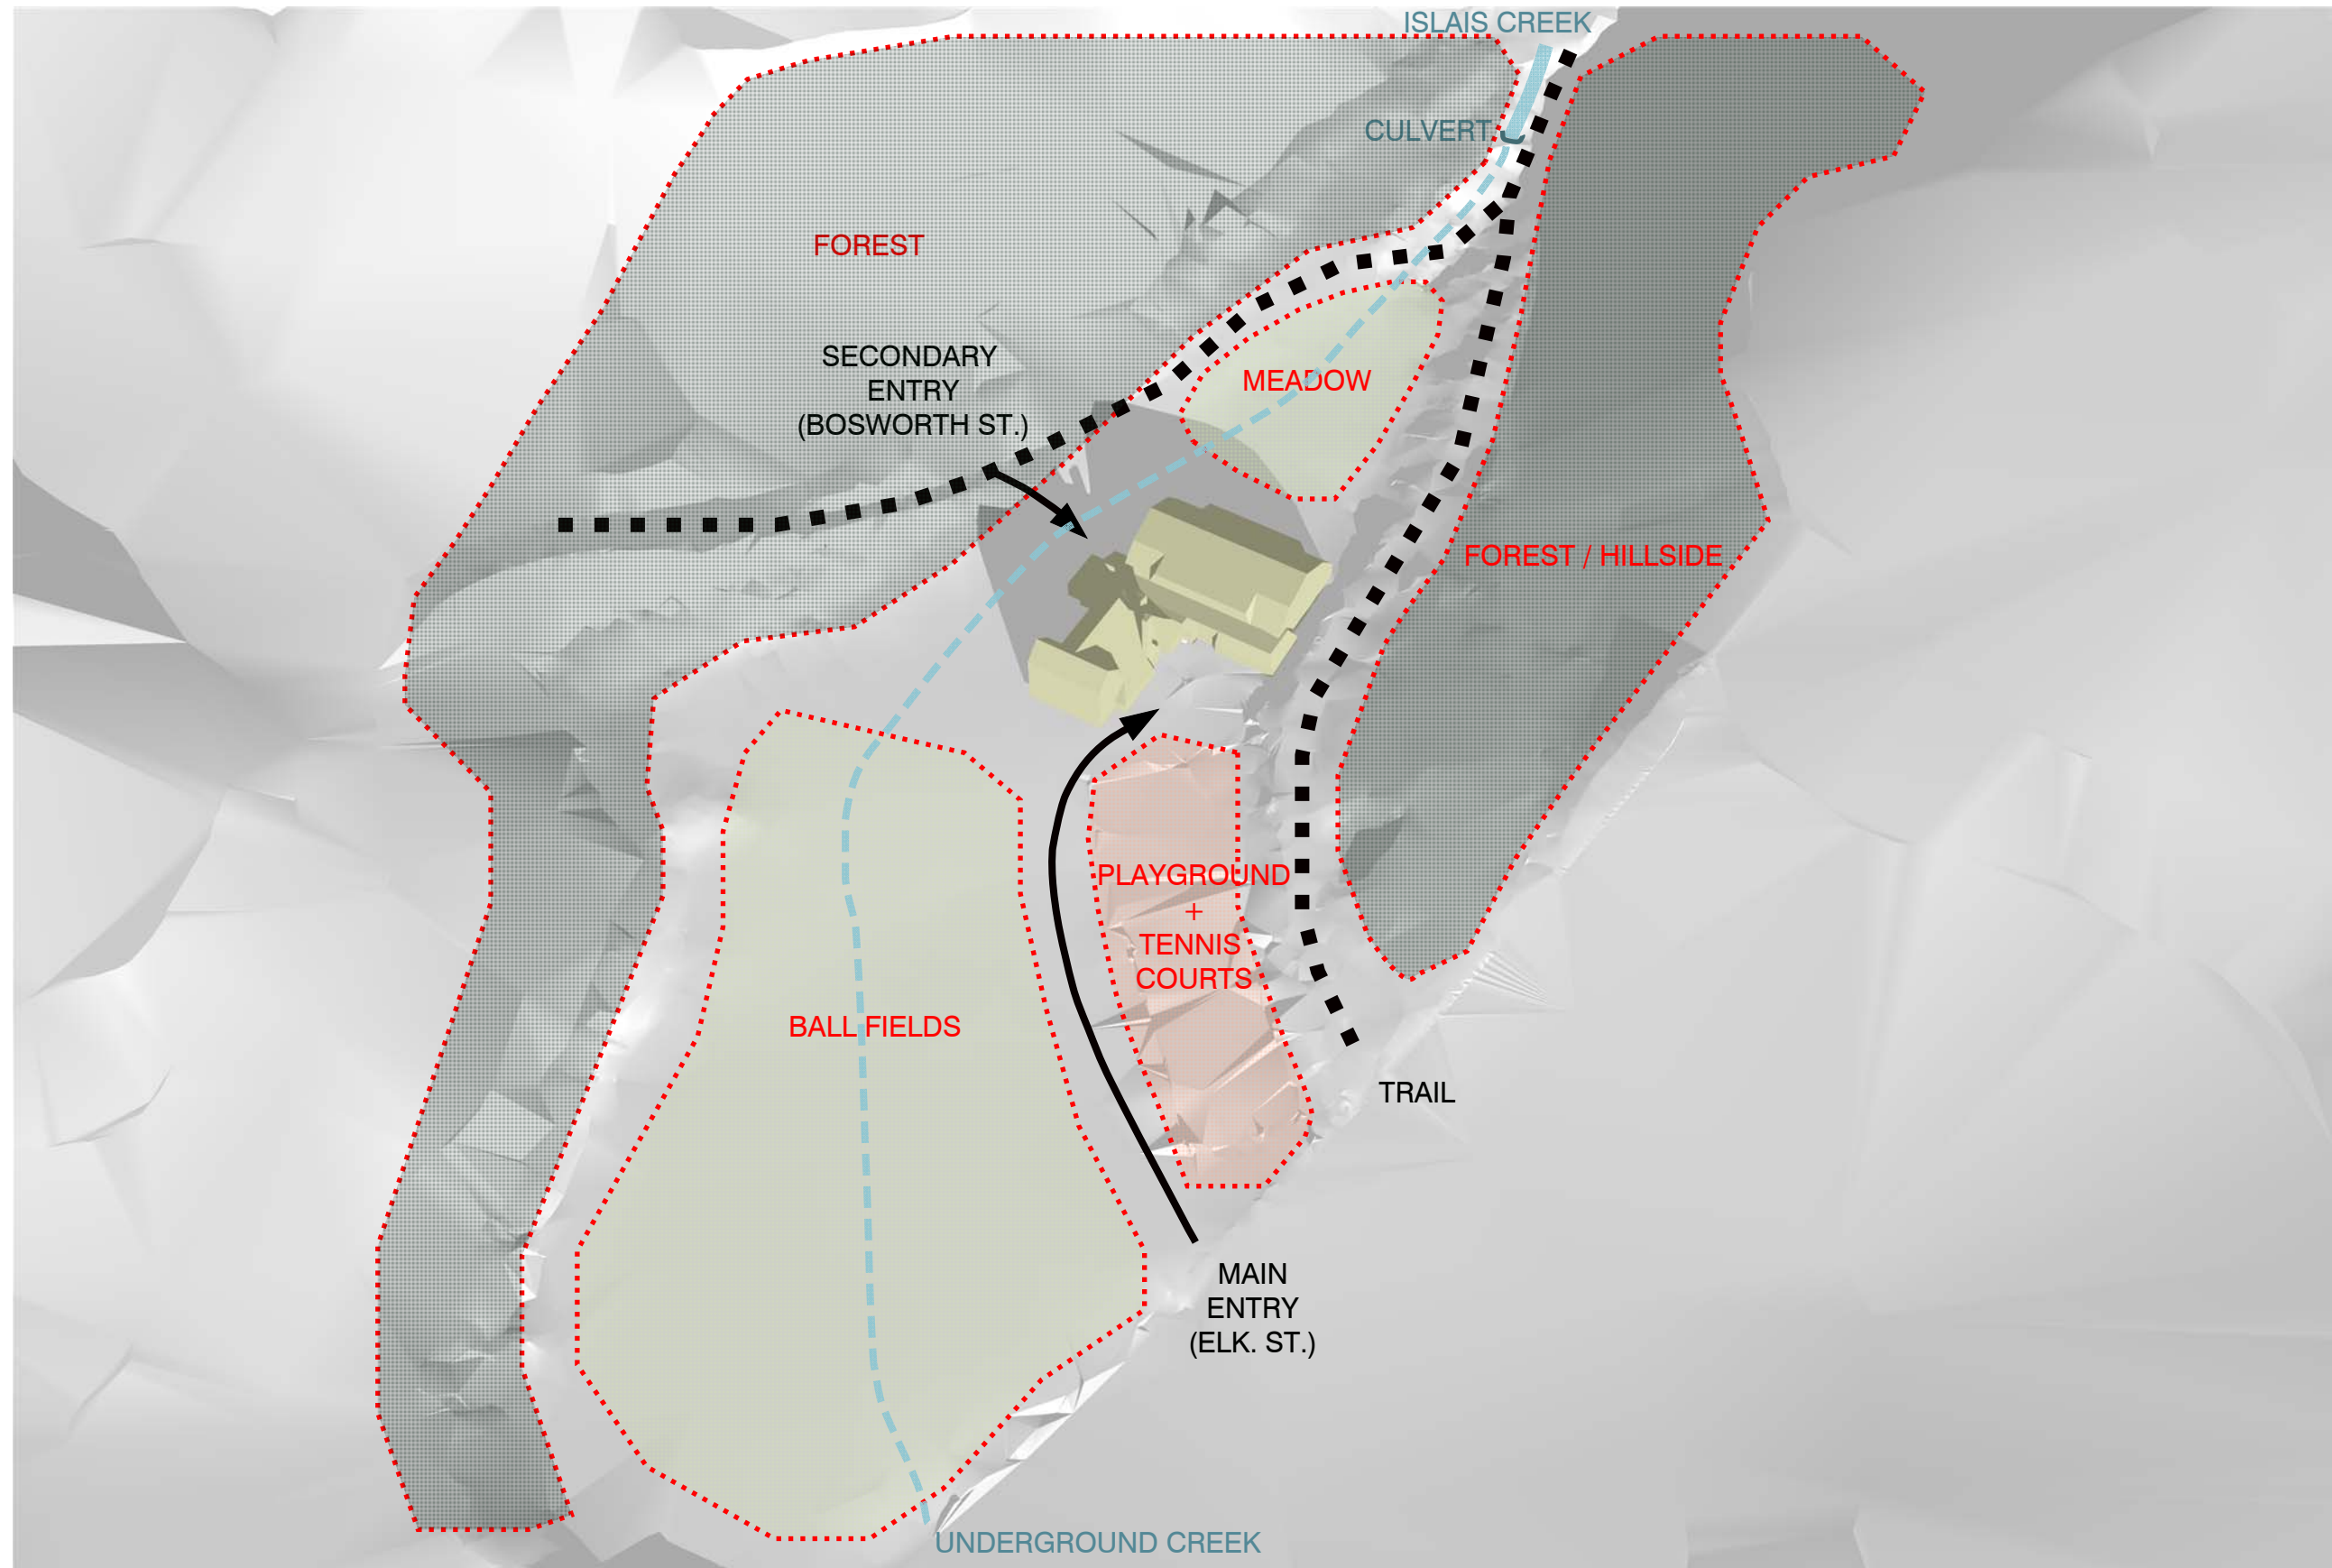 ISLAIS CREEK
CULVERT
FOREST
SECONDARY
ENTRY
(BOSWORTH ST.)
MEADOW
FOREST / HILLSIDE
PLAYGROUND
+
TENNIS
COURTS
BALL FIELDS
TRAIL
MAIN
ENTRY
(ELK. ST.)
UNDERGROUND CREEK